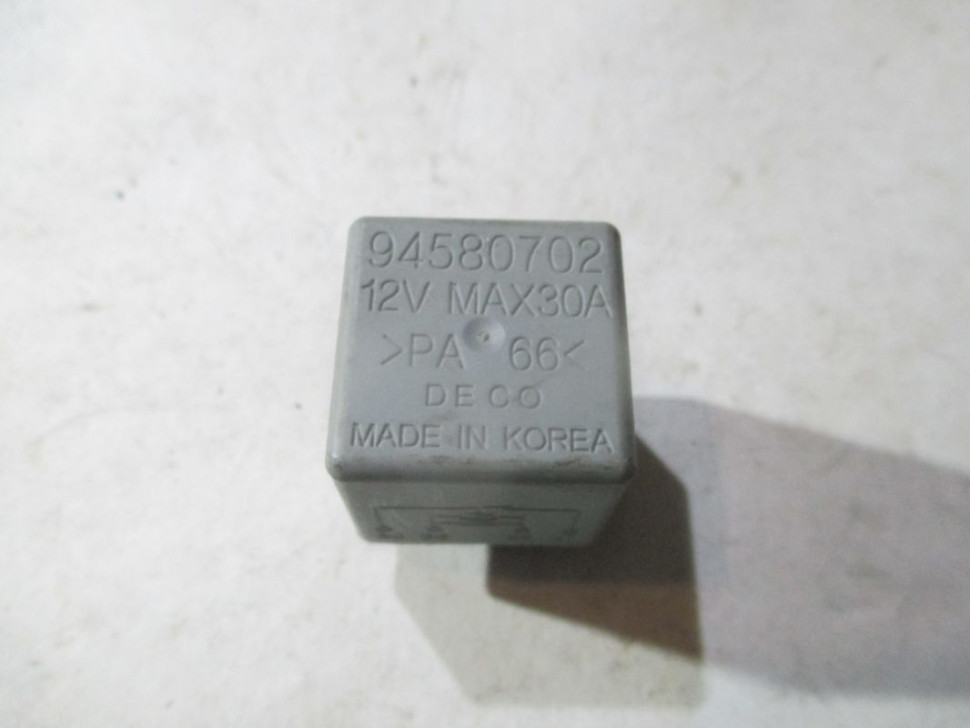 94580702
12V MAX30A
>PA 66<
DECO
MADE IN KOREA